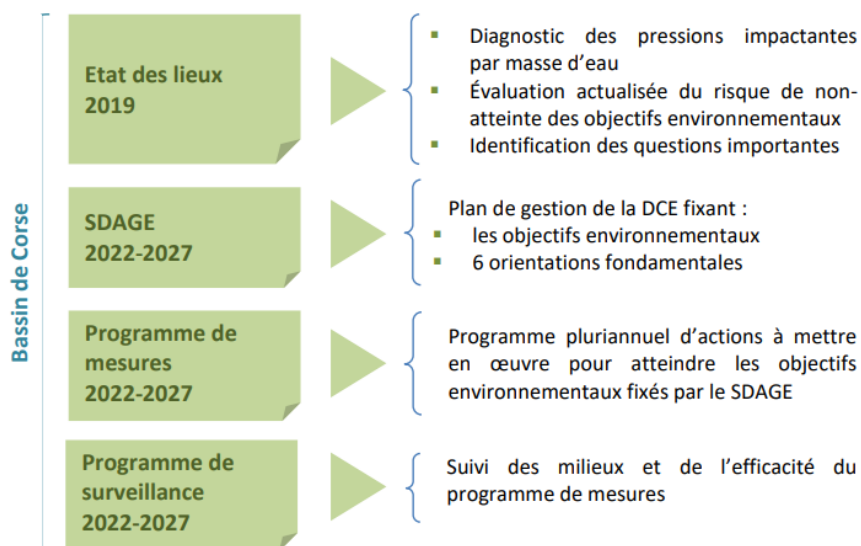 Bassin de Corse
Etat des lieux
2019
▪ Diagnostic des pressions impactantes
par masse d'eau
▪ Évaluation actualisée du risque de non-
atteinte des objectifs environnementaux
▪ Identification des questions importantes
SDAGE
2022-2027
Plan de gestion de la DCE fixant :
▪ les objectifs environnementaux
▪ 6 orientations fondamentales
Programme de
mesures
2022-2027
Programme pluriannuel d'actions à mettre
en œuvre pour atteindre les objectifs
environnementaux fixés par le SDAGE
Programme de
surveillance
2022-2027
Suivi des milieux et de l'efficacité du
programme de mesures